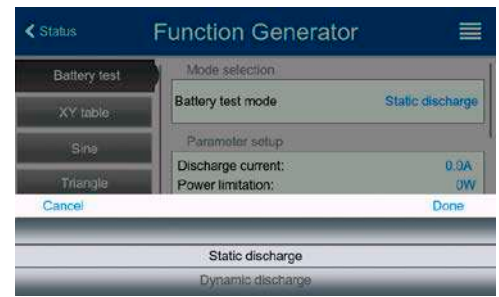 Status
Function Generator
Battery test
XY table
Sine
Triangle
Mode selection
Battery test mode Static discharge
Parameter setup
Discharge current: 0.0A
Power limitation: 0W
Cancel Done
Static discharge
Dynamic discharge